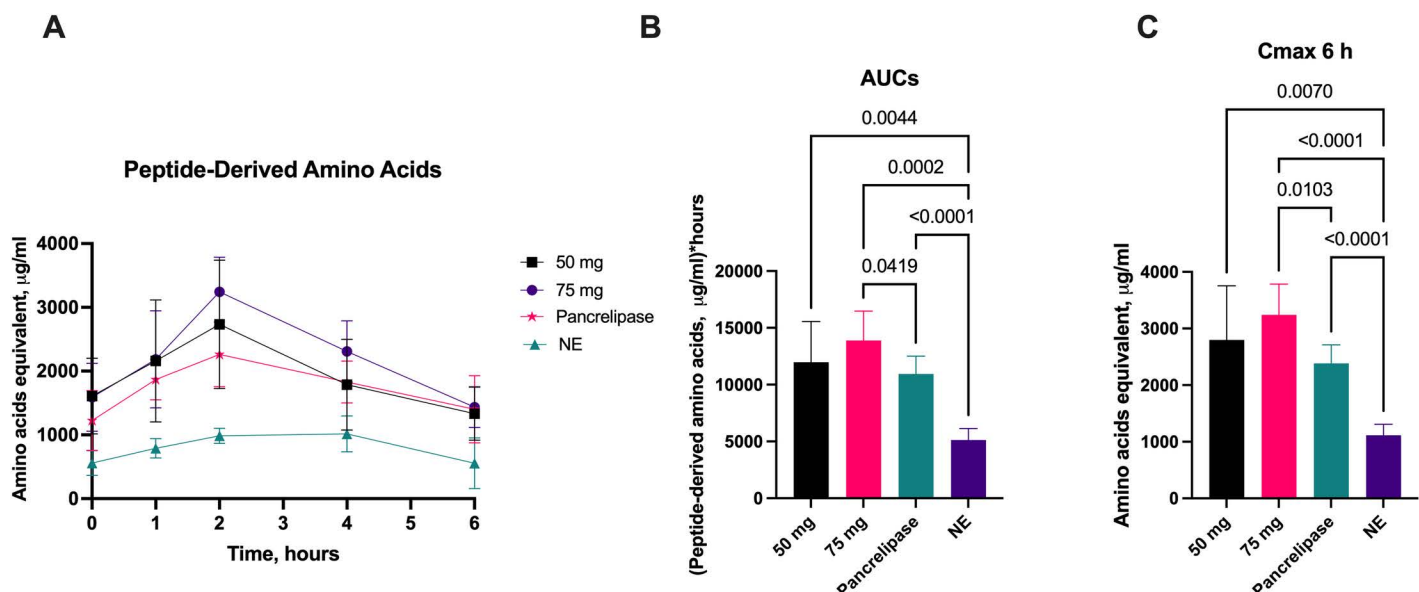 A
Peptide-Derived Amino Acids
Amino acids equivalent, μg/ml
4000
3000
2000
1000
0
0 1 2 3 4 5 6
Time, hours
50 mg
75 mg
Pancrelipase
NE
B
AUCs
0.0044
0.0002
<0.0001
0.0419
(Peptide-derived amino acids, μg/ml)*hours
20000
15000
10000
5000
0
50 mg
75 mg
Pancrelipase
NE
C
Cmax 6 h
0.0070
<0.0001
0.0103
<0.0001
Amino acids equivalent, μg/ml
4000
3000
2000
1000
0
50 mg
75 mg
Pancrelipase
NE